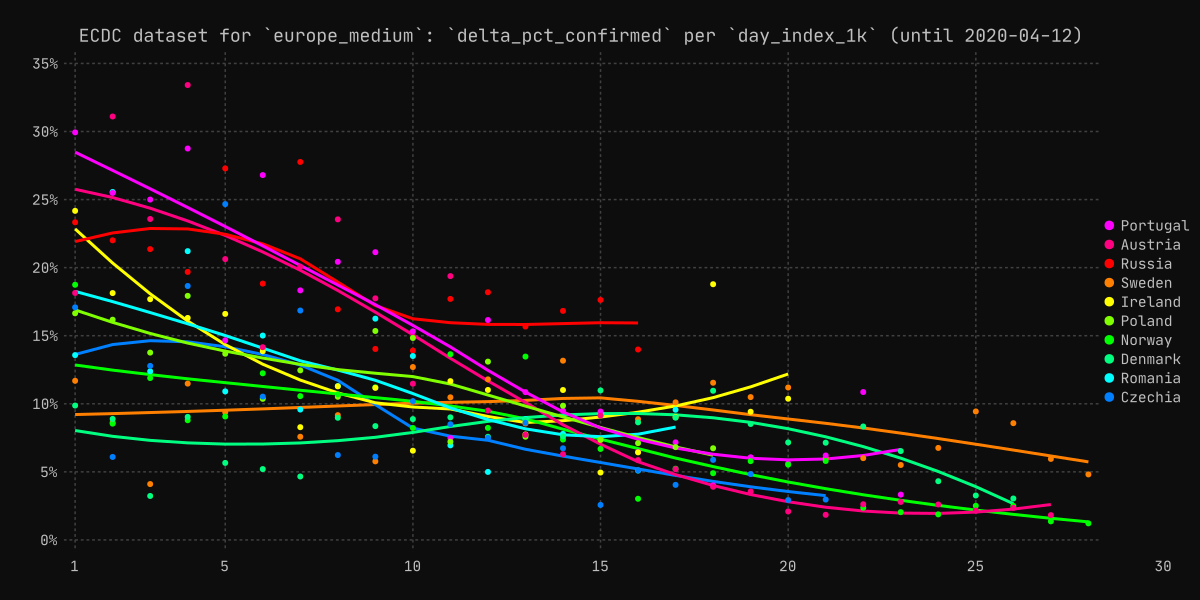 ECDC dataset for `europe_medium`: `delta_pct_confirmed` per `day_index_1k` (until 2020-04-12)
35%
30%
25%
20%
15%
10%
5%
0%
1 5 10 15 20 25 30
Portugal
Austria
Russia
Sweden
Ireland
Poland
Norway
Denmark
Romania
Czechia